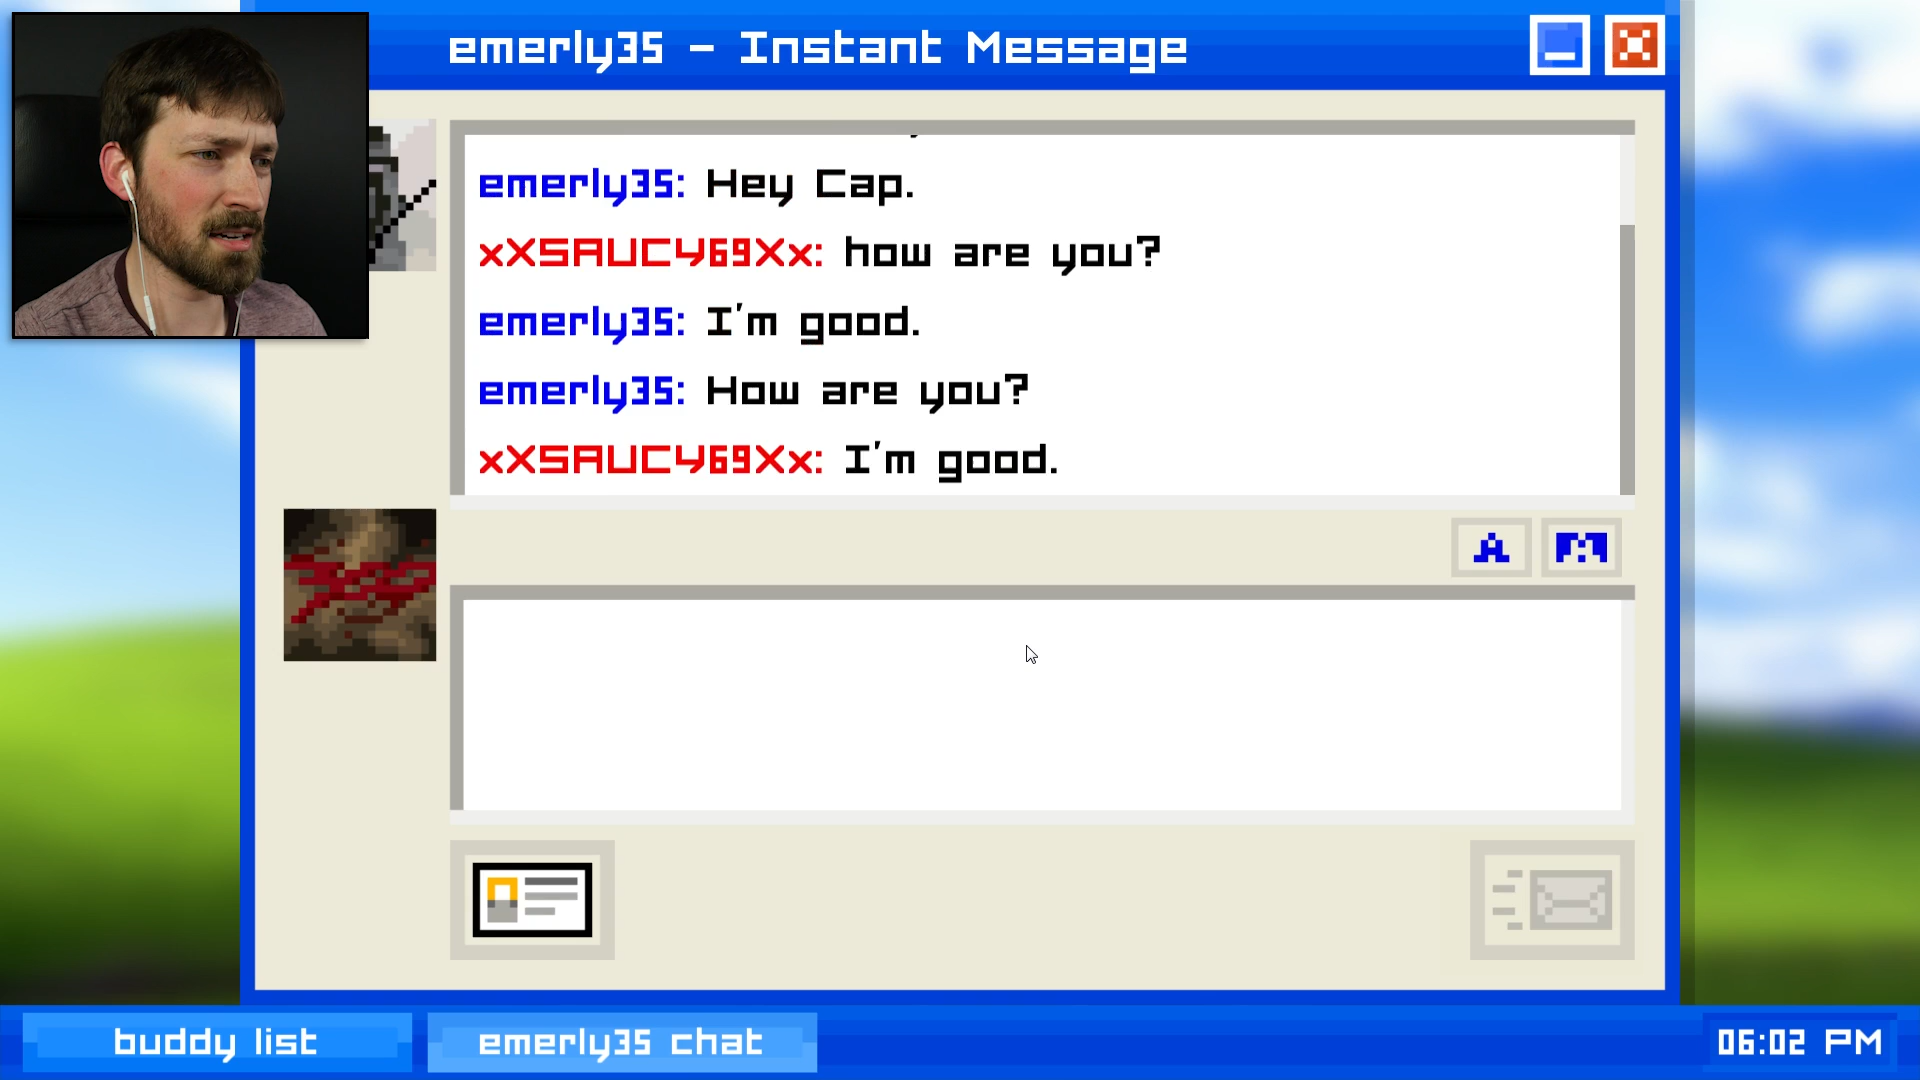 emerly35 - Instant Message
emerly35: Hey Cap.
xXSAUCY69Xx: how are you?
emerly35: I'm good.
emerly35: How are you?
xXSAUCY69Xx: I'm good.
A
buddy list
emerly35 chat
06:02 PM